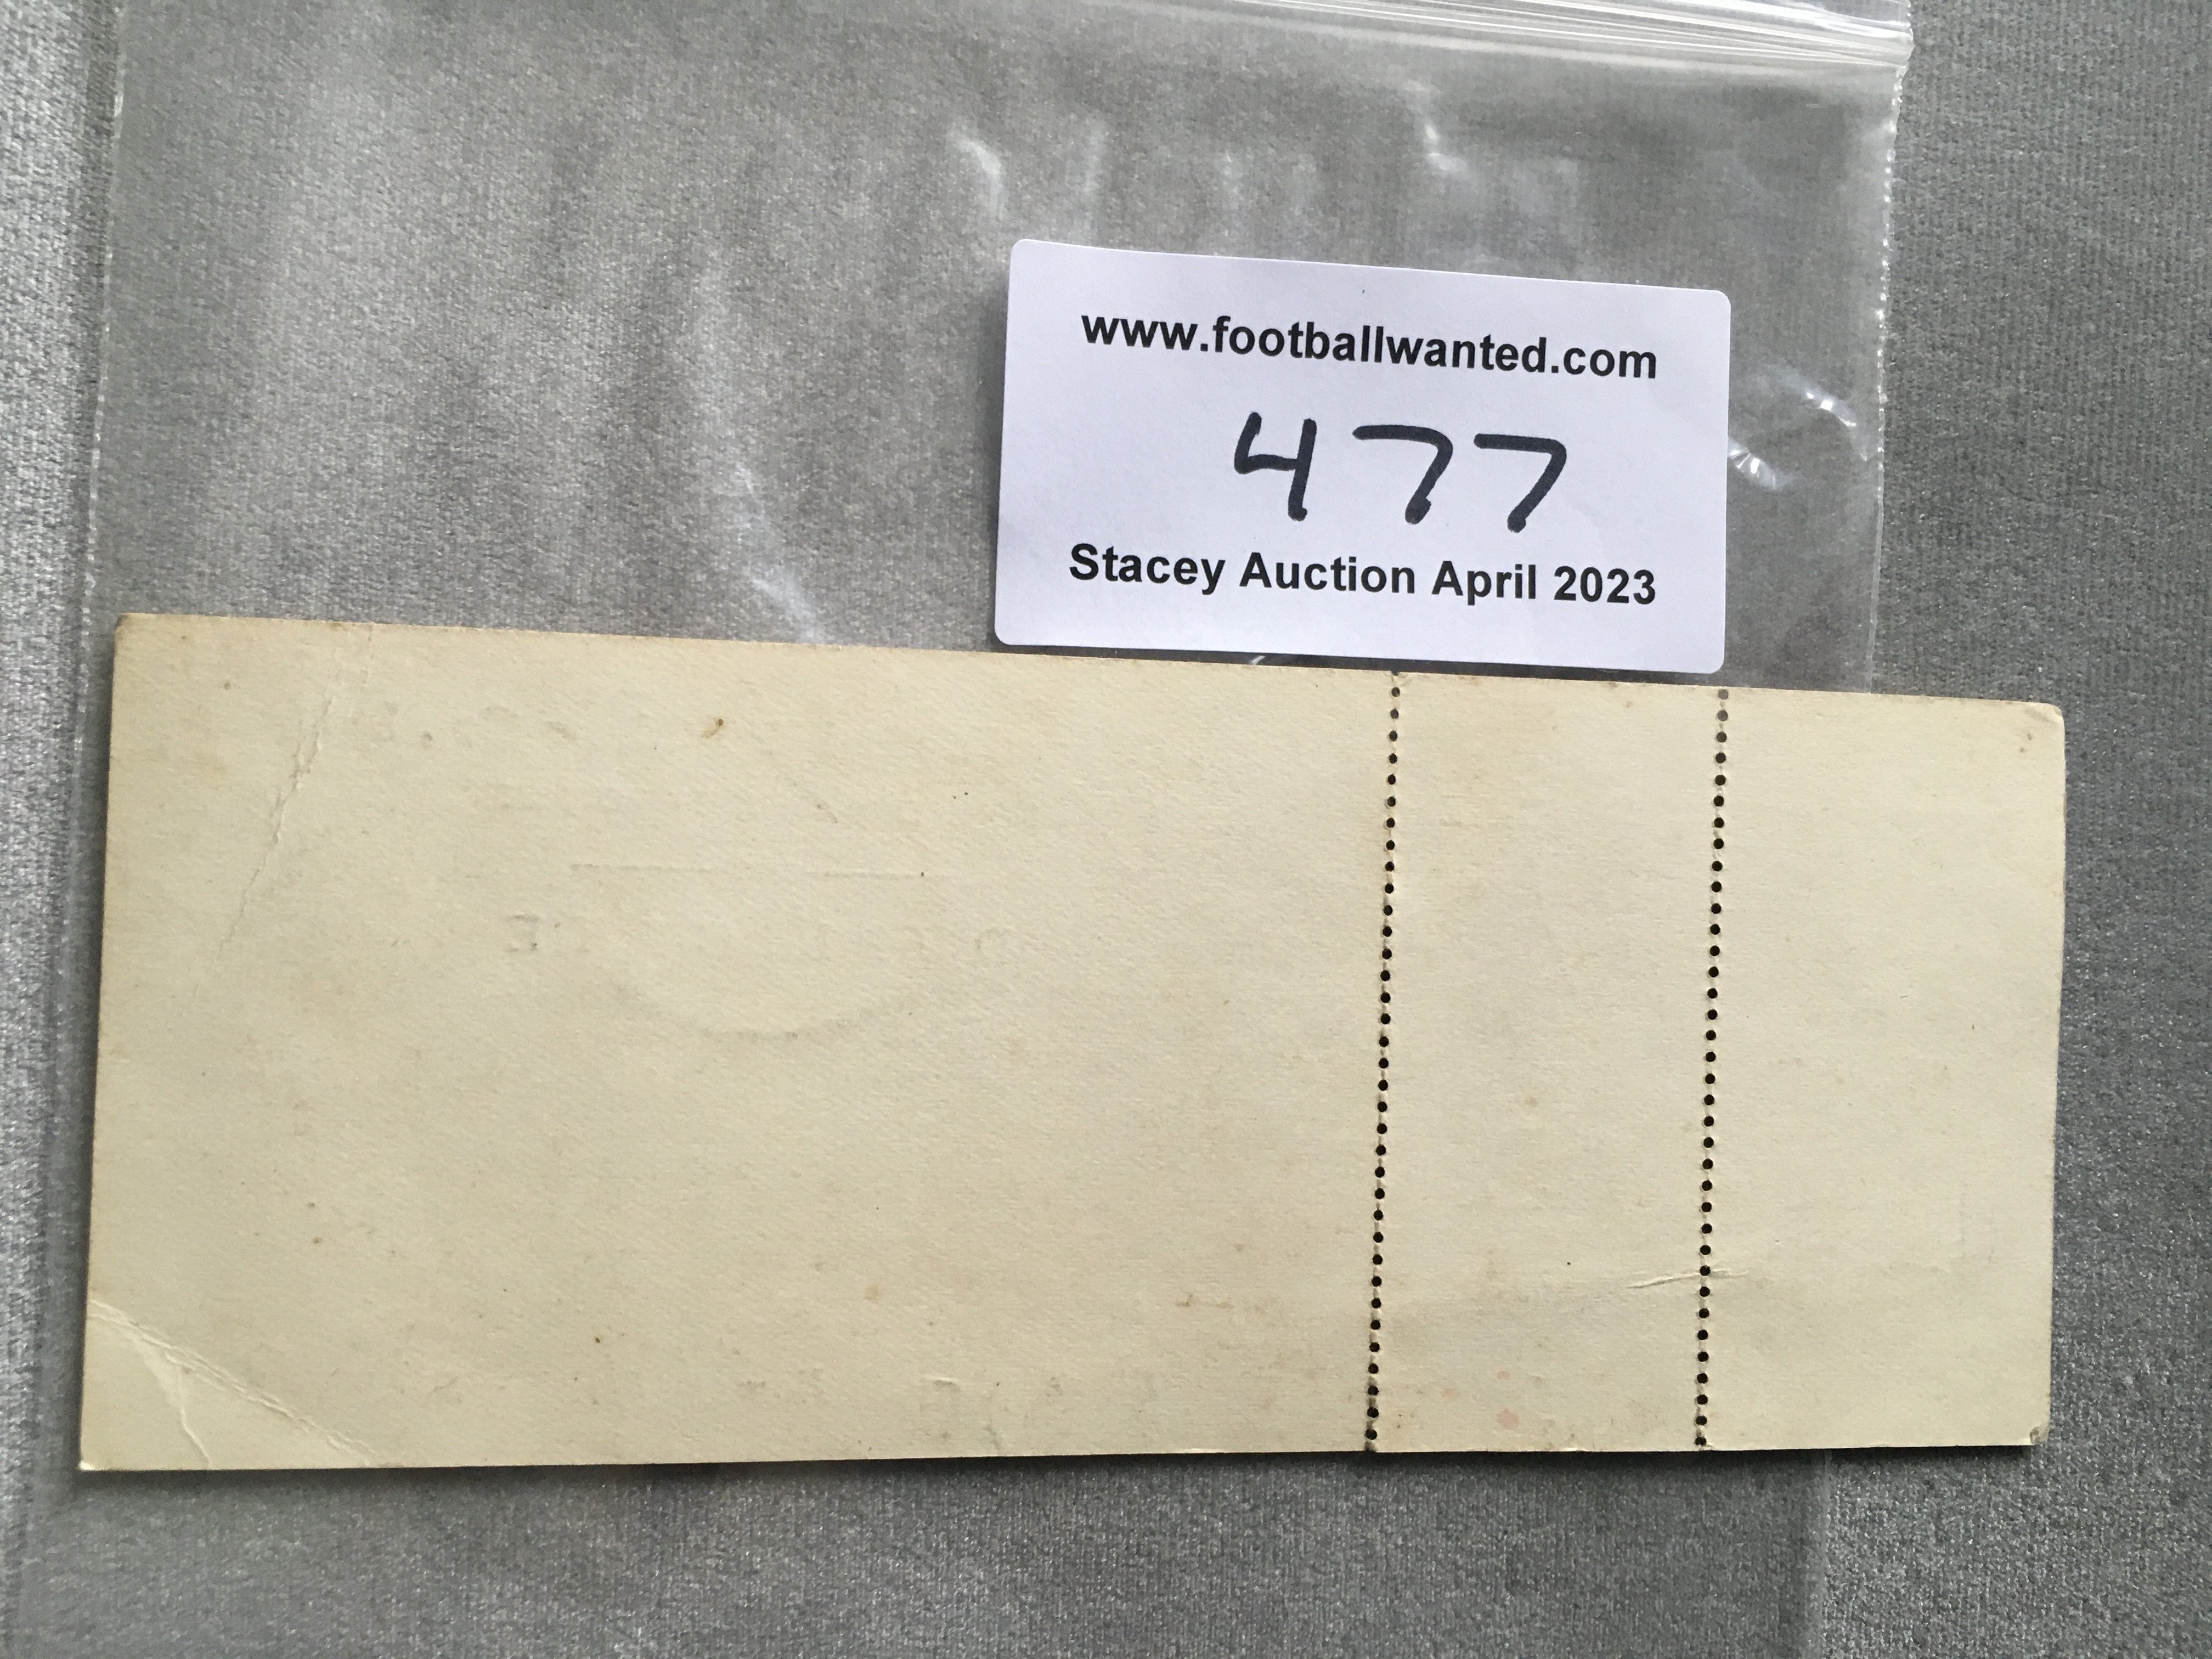 www.footballwanted.com
477
Stacey Auction April 2023